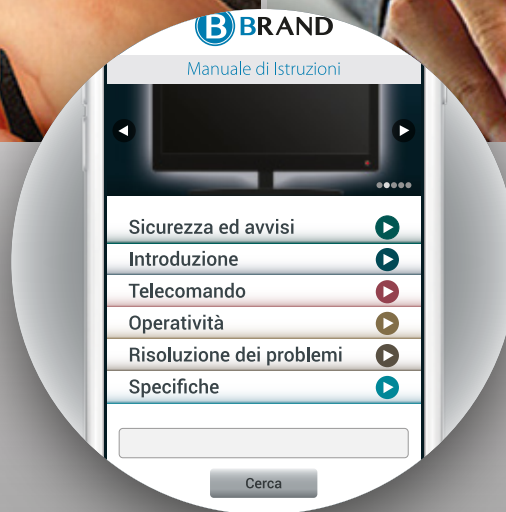 B BRAND
Manuale di Istruzioni
Sicurezza ed avvisi
Introduzione
Telecomando
Operatività
Risoluzione dei problemi
Specifiche
Cerca